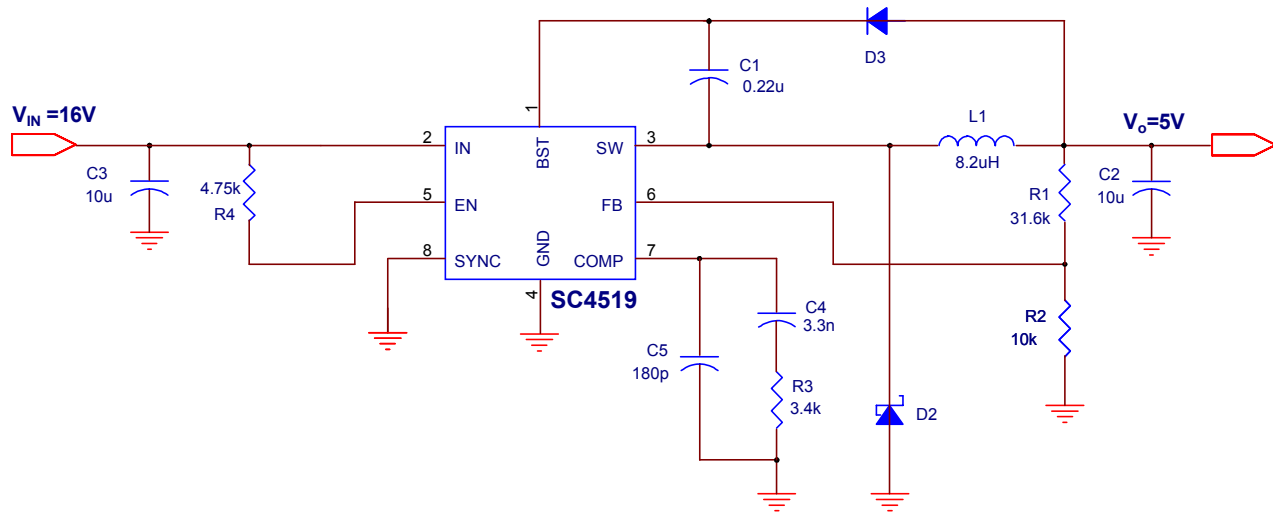 D3
C1
0.22u
V_IN =16V
1
L1
V_o=5V
2
IN
BST
SW
3
8.2uH
C3
10u
4.75k
R4
5
EN
FB
6
R1
31.6k
C2
10u
8
SYNC
GND
COMP
7
4
SC4519
C4
3.3n
R2
10k
C5
180p
R3
3.4k
D2